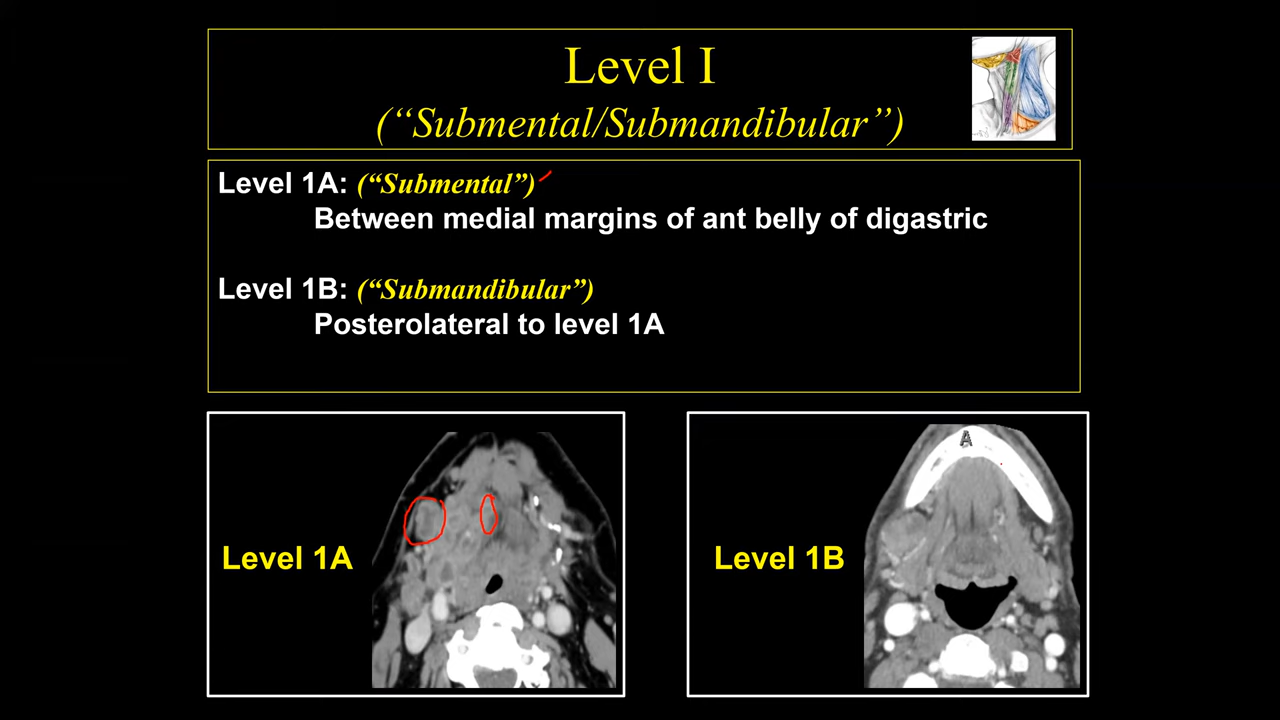 Level I
(“Submental/Submandibular”)
Level 1A: (“Submental”)
Between medial margins of ant belly of digastric
Level 1B: (“Submandibular”)
Posterolateral to level 1A
Level 1A
Level 1B
A